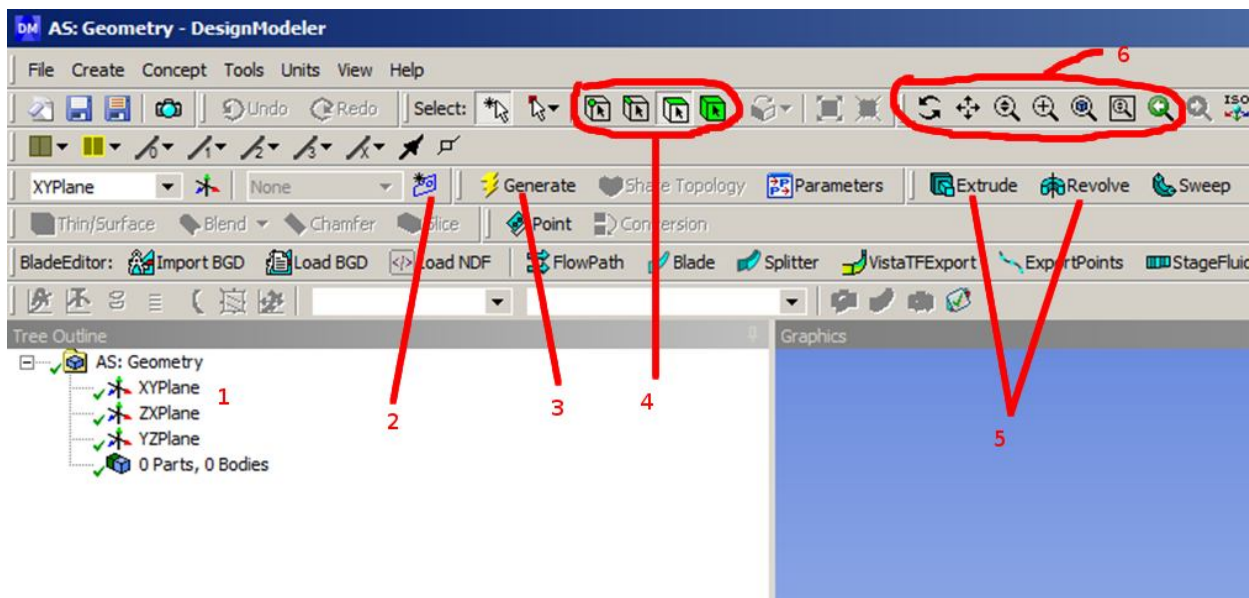 DM AS: Geometry - DesignModeler
6
File Create Concept Tools Units View Help
Undo Redo Select: ISO
XYPlane None Generate Share Topology Parameters Extrude Revolve Sweep
Thin/Surface Blend Chamfer Slice Point Conversion
BladeEditor: Import BGD Load BGD Load NDF FlowPath Blade Splitter VistaTFExport ExportPoints StageFluid
Tree Outline Graphics
AS: Geometry
XYPlane
1
ZXPlane
YZPlane
0 Parts, 0 Bodies
2 3 4 5